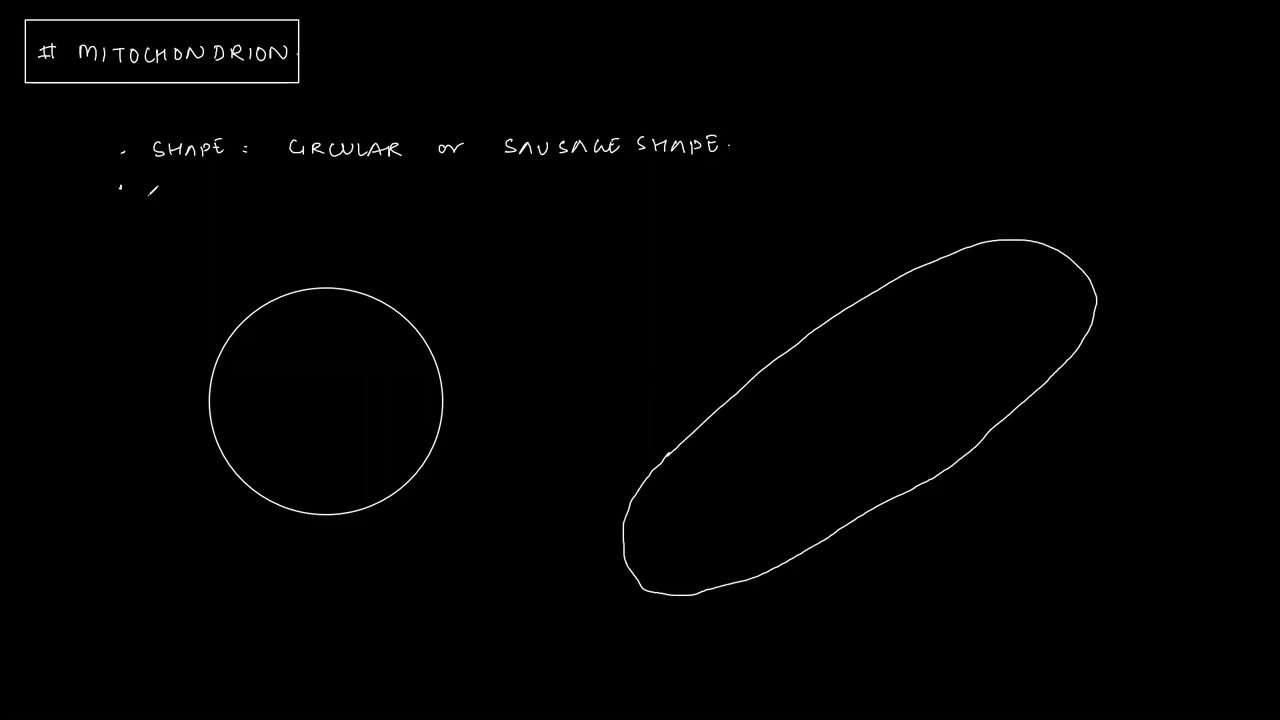 # MITOCHONDRION.
. SHAPE : CIRCULAR or SAUSAGE SHAPE.